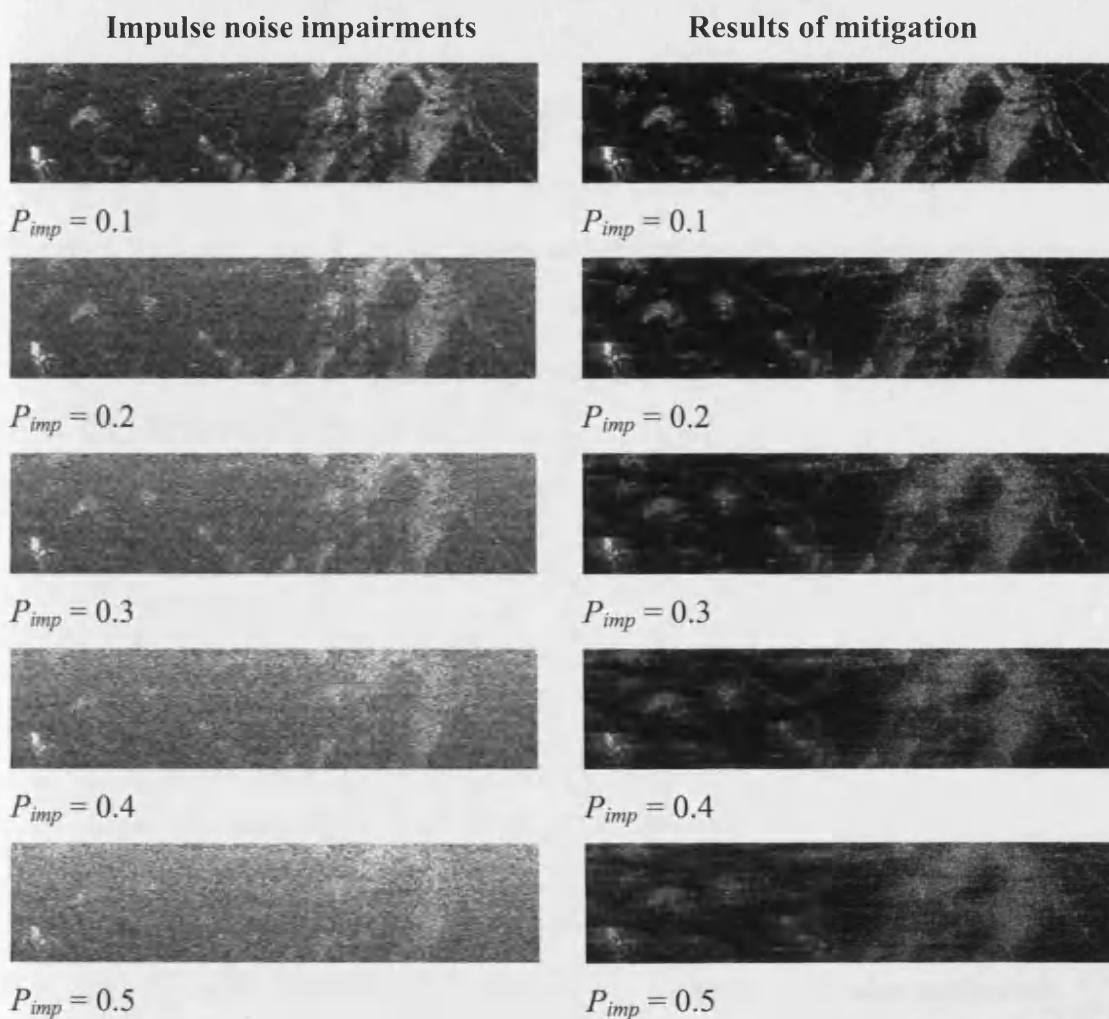 Impulse noise impairments Results of mitigation
P_imp = 0.1 P_imp = 0.1
P_imp = 0.2 P_imp = 0.2
P_imp = 0.3 P_imp = 0.3
P_imp = 0.4 P_imp = 0.4
P_imp = 0.5 P_imp = 0.5